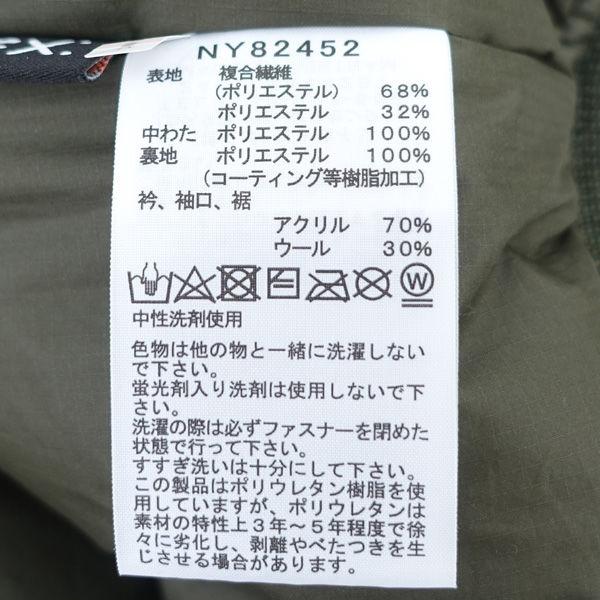 NY82452
表地 複合繊維
(ポリエステル) 68%
ポリエステル 32%
中わた ポリエステル 100%
裏地 ポリエステル 100%
(コーティング等樹脂加工)
衿、袖口、裾
アクリル 70%
ウール 30%
W
中性洗剤使用
色物は他の物と一緒に洗濯しない
で下さい。
蛍光剤入り洗剤は使用しないで下
さい。
洗濯の際は必ずファスナーを閉めた
状態で行って下さい。
すすぎ洗いは十分にして下さい。
この製品はポリウレタン樹脂を使
用していますが、ポリウレタンは
素材の特性上3年〜5年程度で徐
々に劣化し、剥離やべたつきを生
じさせる場合があります。